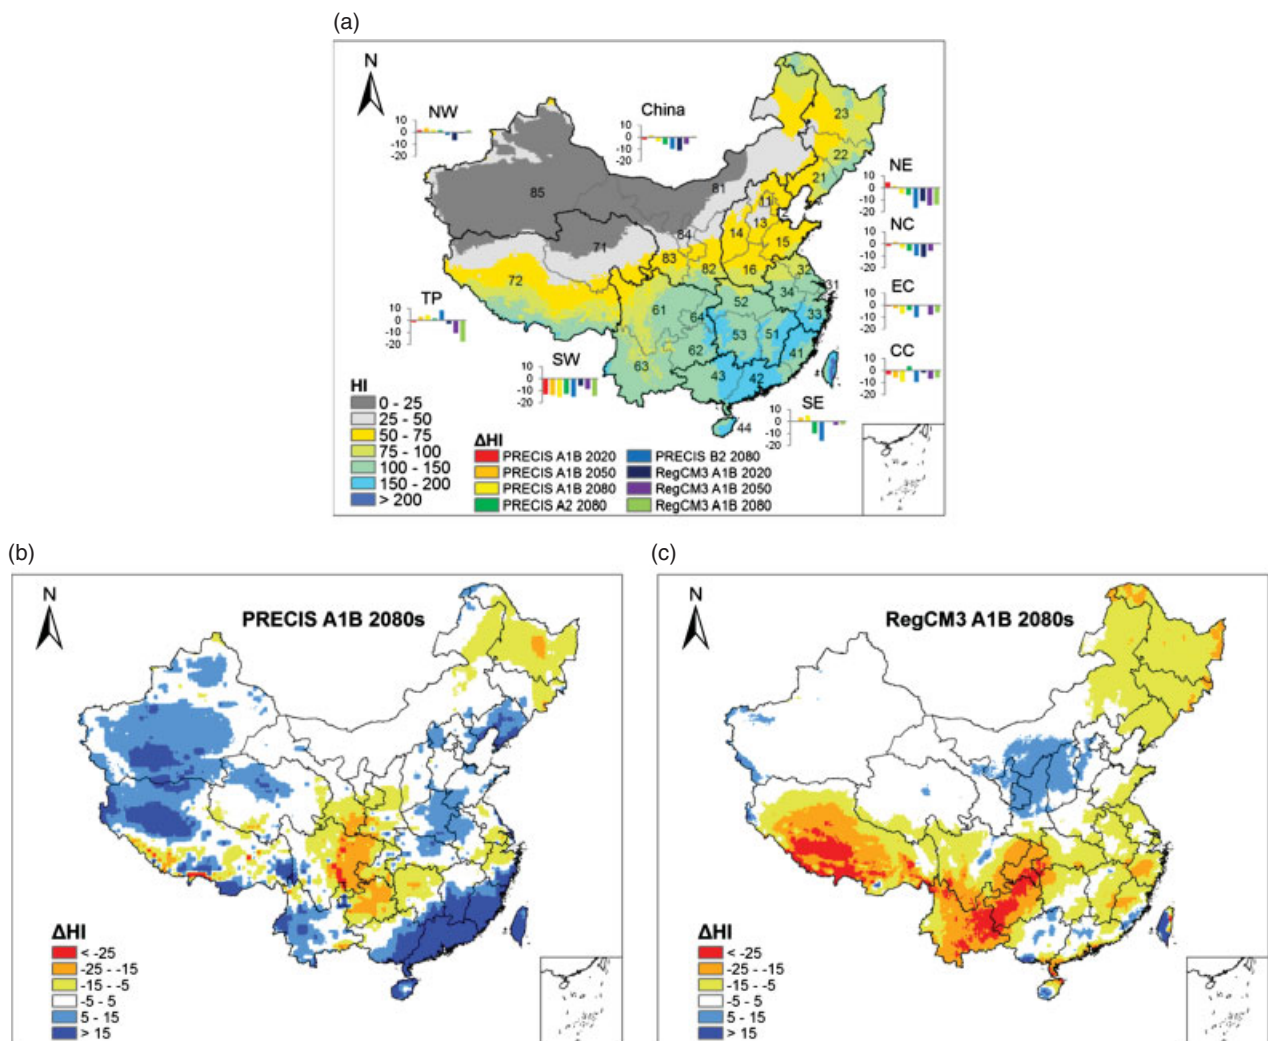 (a)
N
NW
10
0
-10
-20
China
10
0
-10
-20
NE
10
0
-10
-20
NC
10
0
-10
-20
EC
10
0
-10
-20
CC
10
0
-10
-20
SE
10
0
-10
-20
SW
10
0
-10
-20
TP
10
0
-10
-20
23
22
21
81
11
13
14
15
85
71
84
83
82
16
72
32
31
34
33
52
61
64
53
51
62
41
63
43
42
44
HI
0 - 25
25 - 50
50 - 75
75 - 100
100 - 150
150 - 200
> 200
ΔHI
PRECIS A1B 2020
PRECIS A1B 2050
PRECIS A1B 2080
PRECIS A2 2080
PRECIS B2 2080
RegCM3 A1B 2020
RegCM3 A1B 2050
RegCM3 A1B 2080
(b)
N
PRECIS A1B 2080s
ΔHI
< -25
-25 - -15
-15 - -5
-5 - 5
5 - 15
> 15
(c)
N
RegCM3 A1B 2080s
ΔHI
< -25
-25 - -15
-15 - -5
-5 - 5
5 - 15
> 15